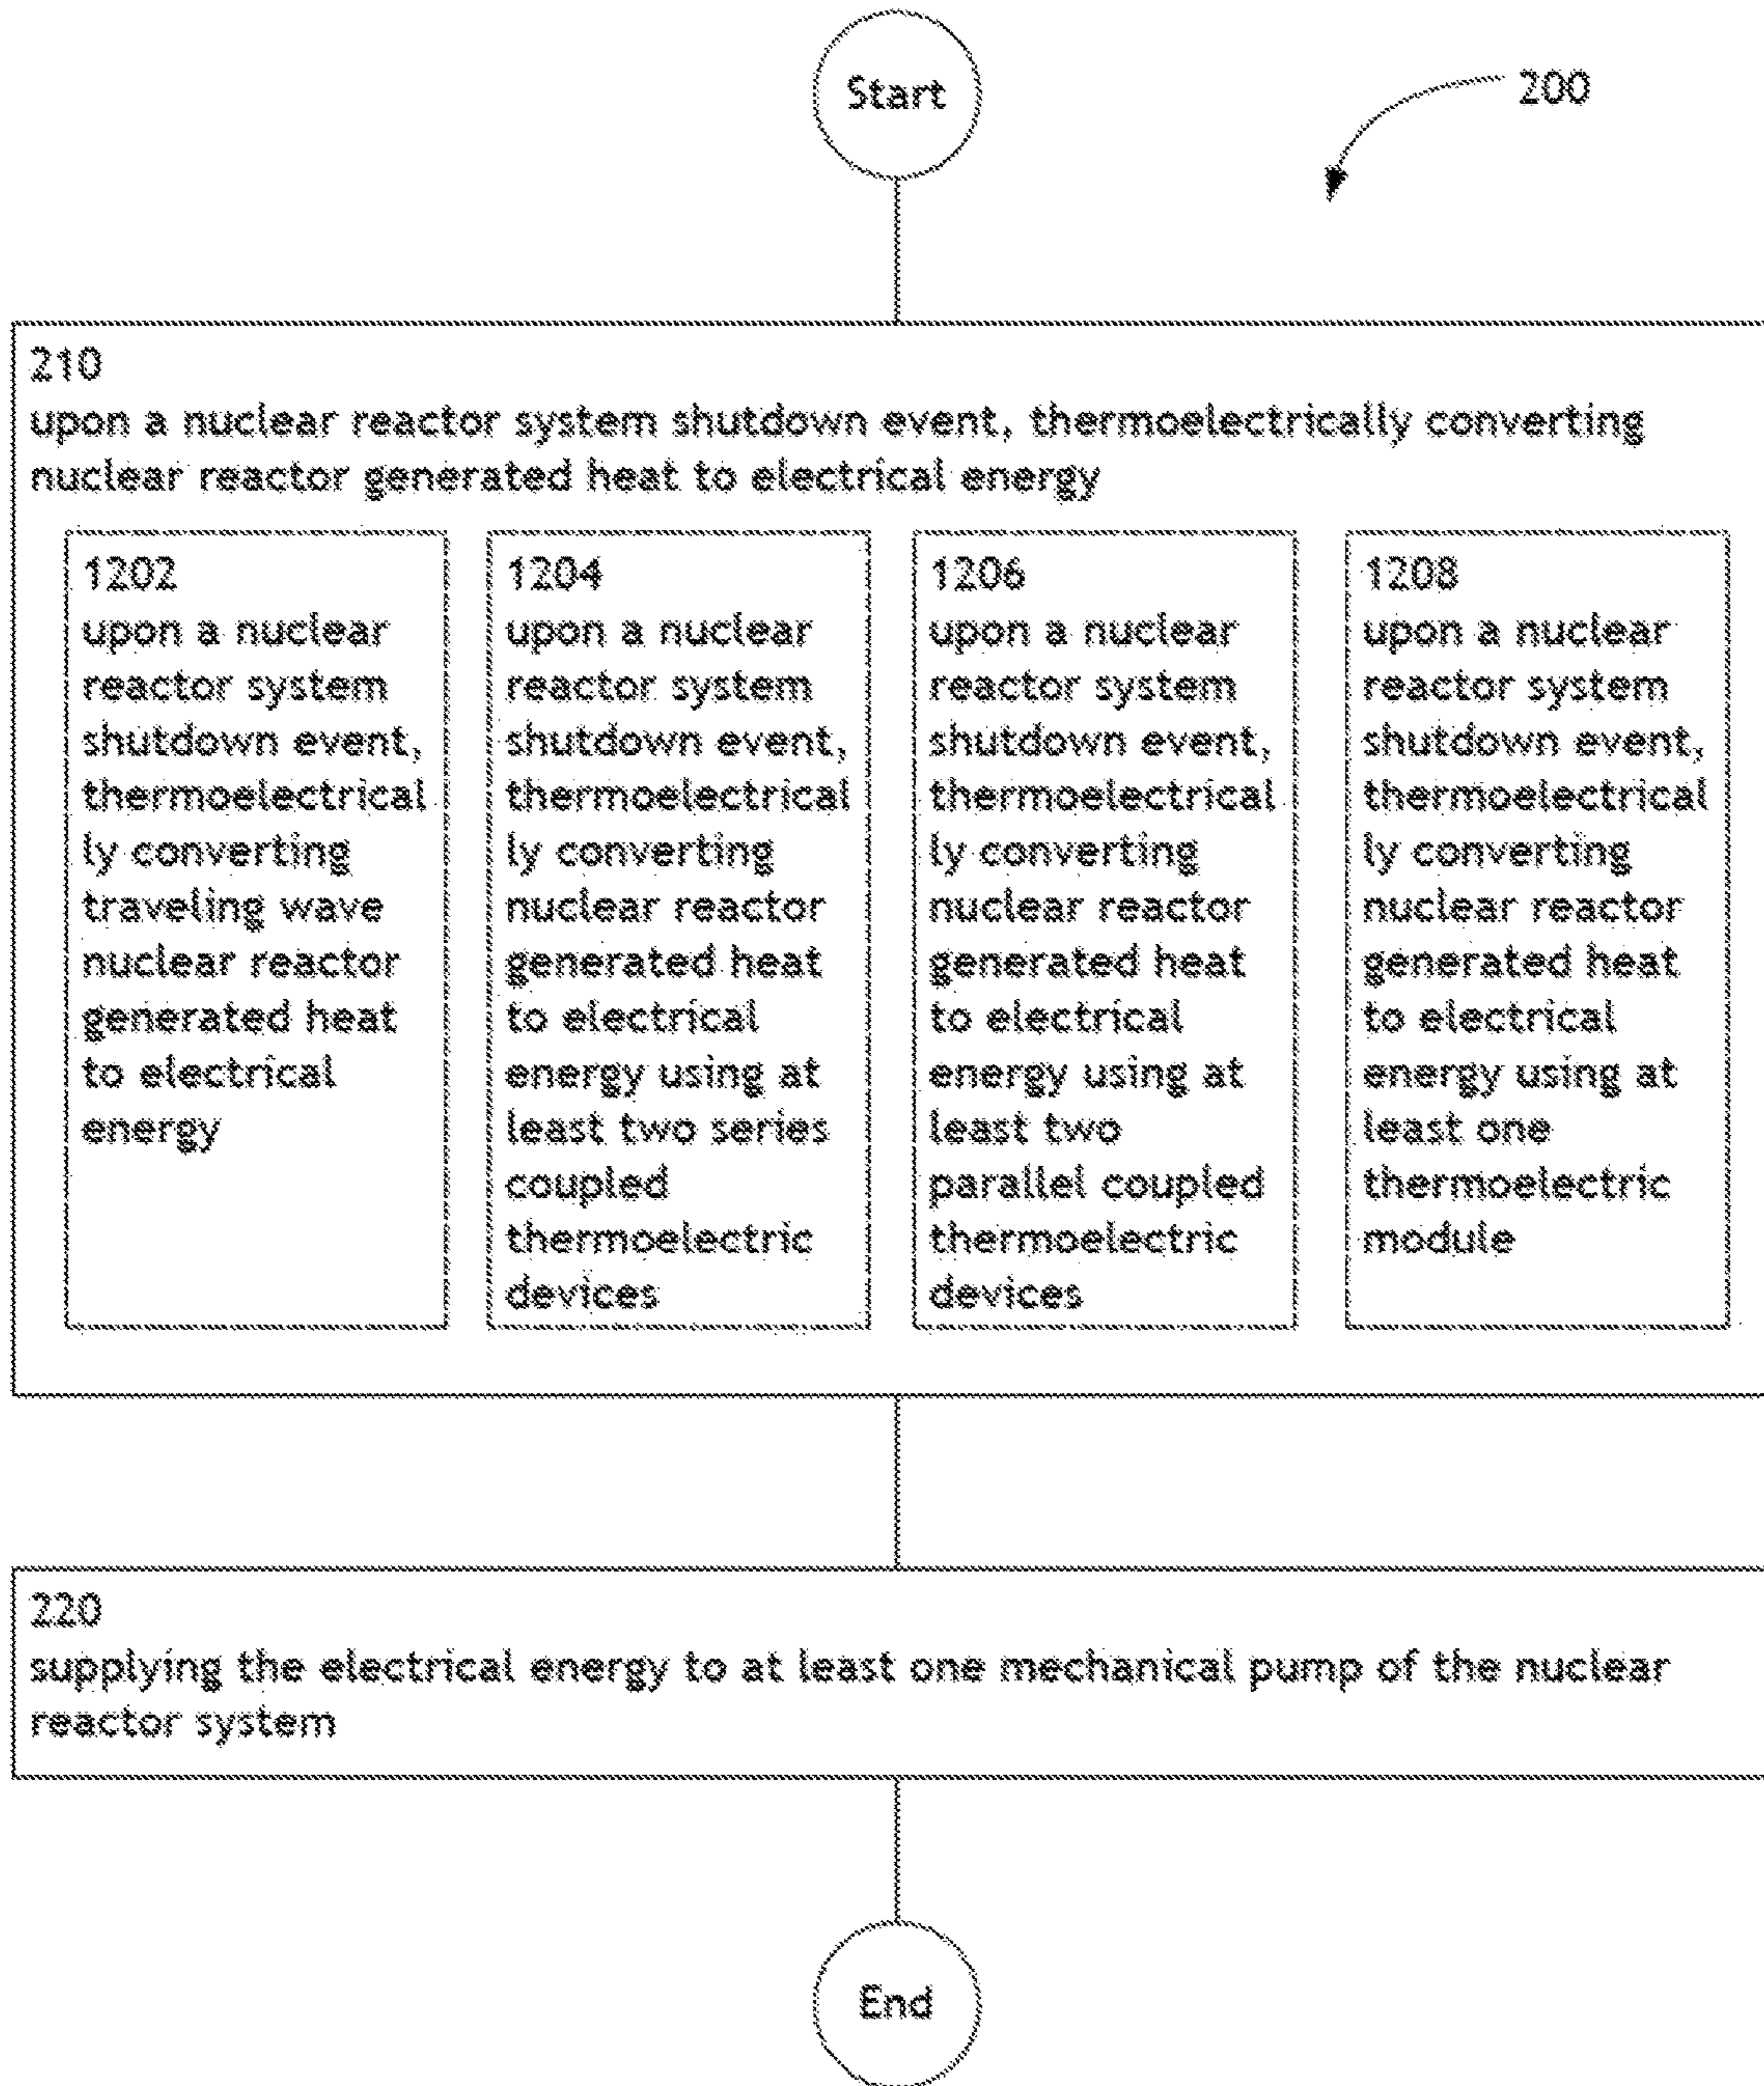 Start
200
210
upon a nuclear reactor system shutdown event, thermoelectrically converting
nuclear reactor generated heat to electrical energy
1202
upon a nuclear
reactor system
shutdown event,
thermoelectrical
ly converting
traveling wave
nuclear reactor
generated heat
to electrical
energy
1204
upon a nuclear
reactor system
shutdown event,
thermoelectrical
ly converting
nuclear reactor
generated heat
to electrical
energy using at
least two series
coupled
thermoelectric
devices
1206
upon a nuclear
reactor system
shutdown event,
thermoelectrical
ly converting
nuclear reactor
generated heat
to electrical
energy using at
least two
parallel coupled
thermoelectric
devices
1208
upon a nuclear
reactor system
shutdown event,
thermoelectrical
ly converting
nuclear reactor
generated heat
to electrical
energy using at
least one
thermoelectric
module
220
supplying the electrical energy to at least one mechanical pump of the nuclear
reactor system
End